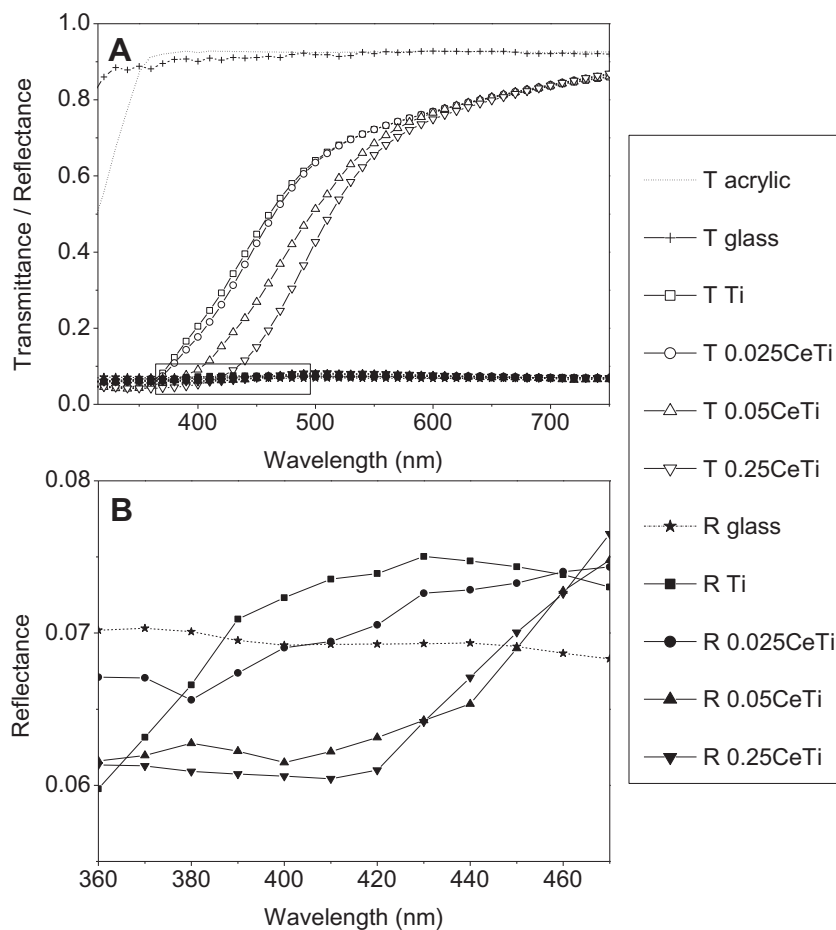 A
1.0
0.8
0.6
0.4
0.2
0.0
Transmittance / Reflectance
400
500
600
700
Wavelength (nm)
B
0.08
0.07
0.06
Reflectance
360
380
400
420
440
460
Wavelength (nm)
T acrylic
T glass
T Ti
T 0.025CeTi
T 0.05CeTi
T 0.25CeTi
R glass
R Ti
R 0.025CeTi
R 0.05CeTi
R 0.25CeTi